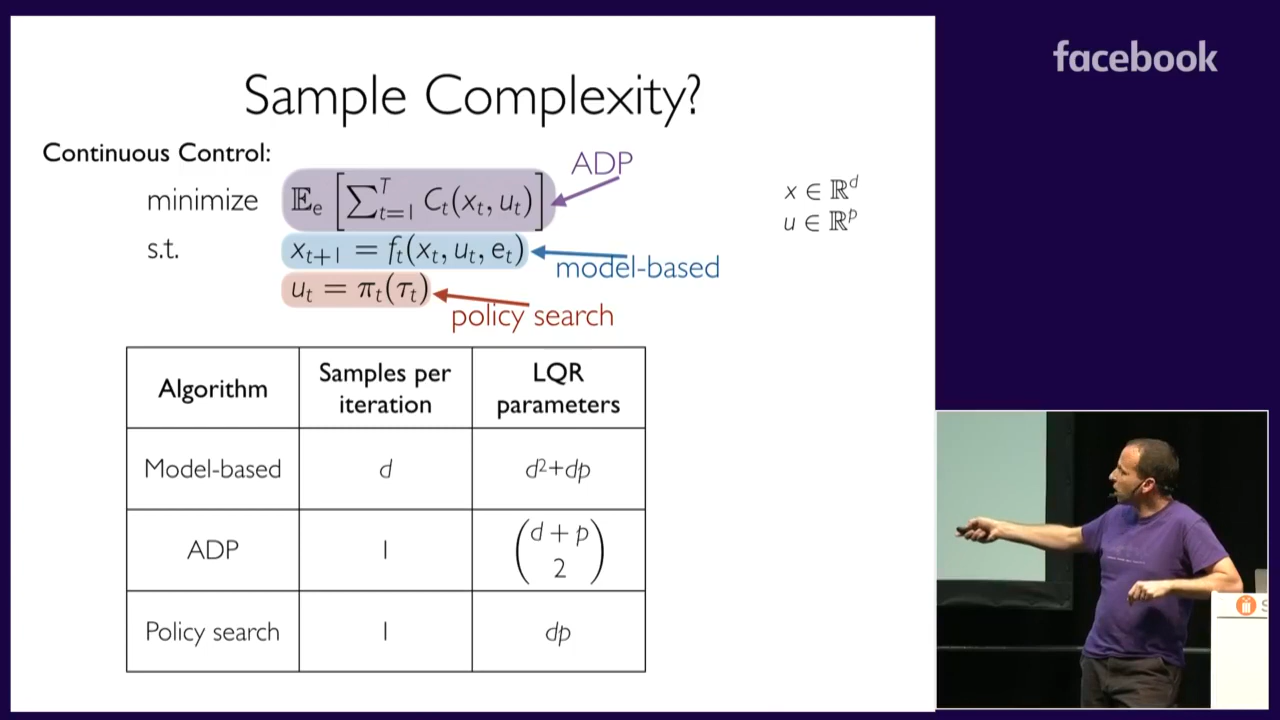 facebook
Sample Complexity?
Continuous Control:
ADP
minimize 𝔼ₑ [∑ᵀₜ₌₁ Cₜ(xₜ, uₜ)]
x ∈ ℝᵈ
u ∈ ℝᵖ
s.t. xₜ₊₁ = fₜ(xₜ, uₜ, eₜ)
model-based
uₜ = πₜ(τₜ)
policy search
Algorithm
Samples per
iteration
LQR
parameters
Model-based
d
d²+dp
ADP
1
(d + p
2)
Policy search
1
dp